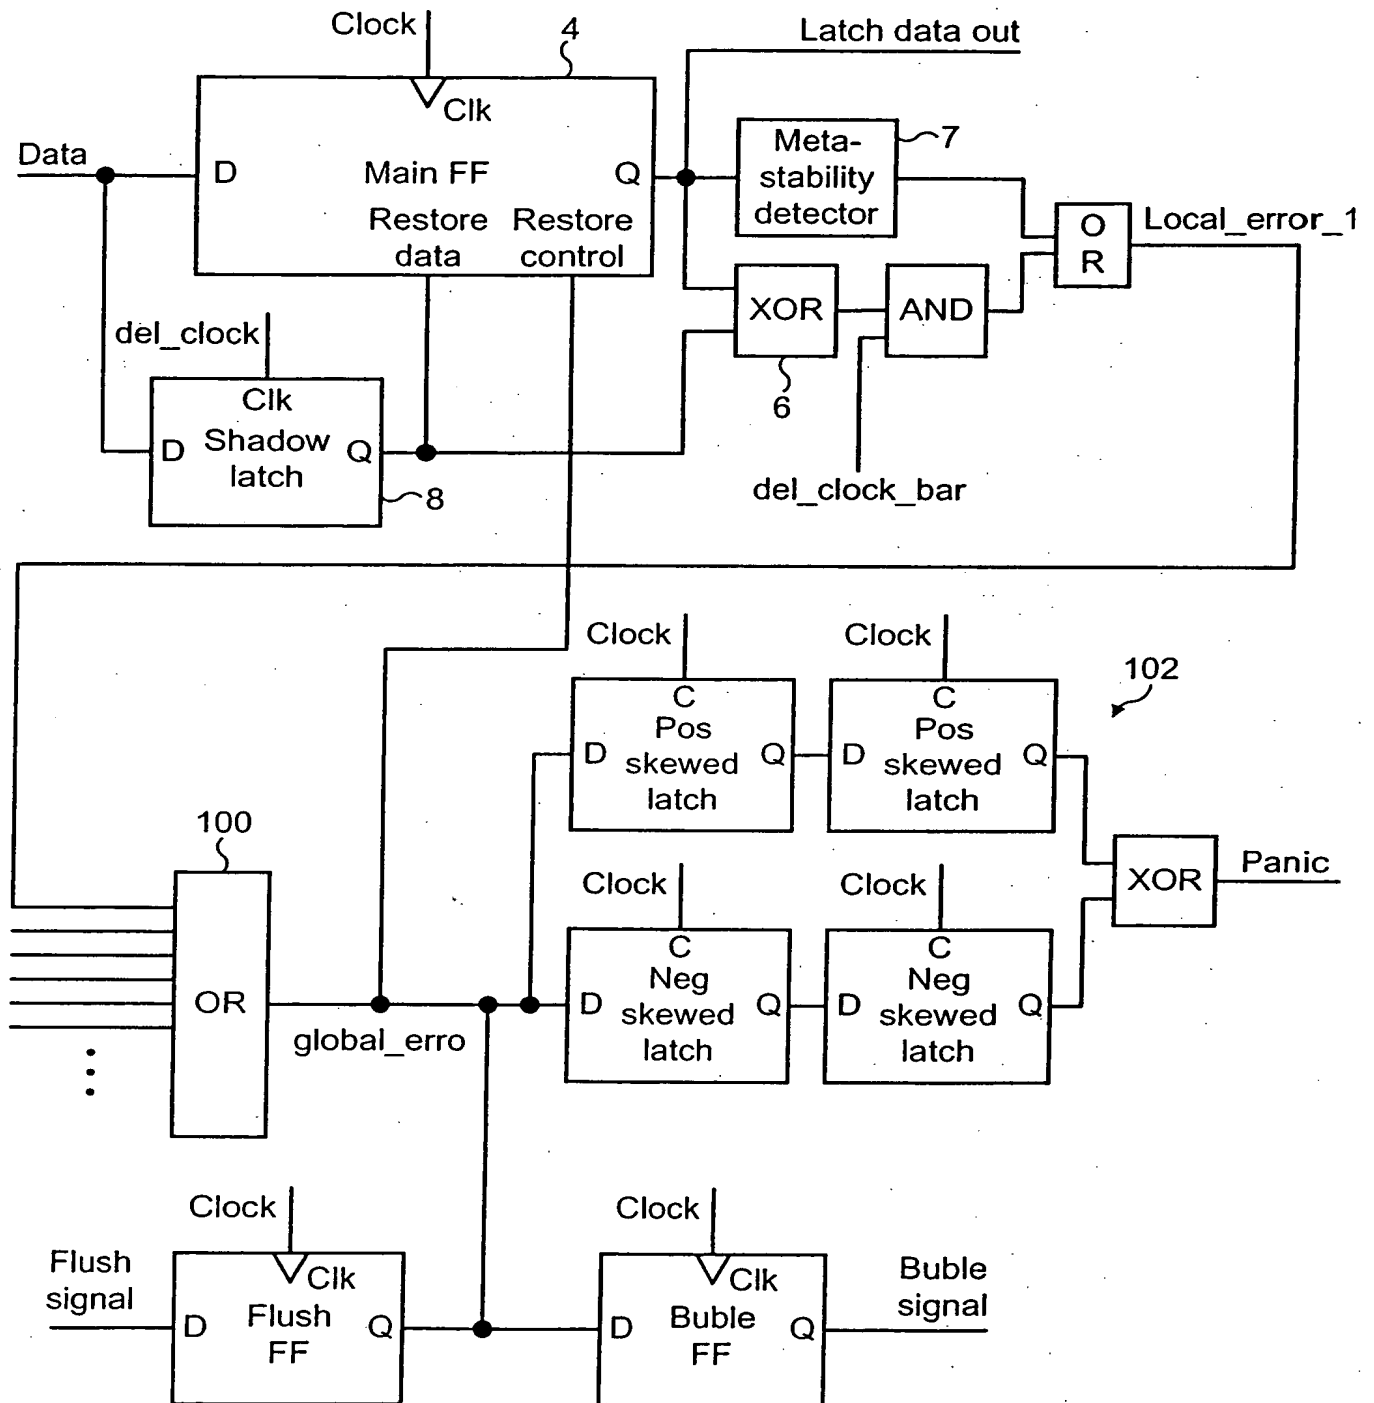 Clock
4
Latch data out
Clk
Data
D
Main FF
Q
Restore
data
Restore
control
Meta-
stability
detector
7
O
R
Local_error_1
del_clock
XOR
AND
6
Clk
D
Shadow
latch
Q
8
del_clock_bar
Clock
Clock
102
C
Pos
skewed
latch
D
Q
C
Pos
skewed
latch
D
Q
100
XOR
Panic
Clock
Clock
C
Neg
skewed
latch
D
Q
C
Neg
skewed
latch
D
Q
OR
global_erro
Clock
Clock
Flush
signal
Clk
D
Flush
FF
Q
Clk
D
Buble
FF
Q
Buble
signal